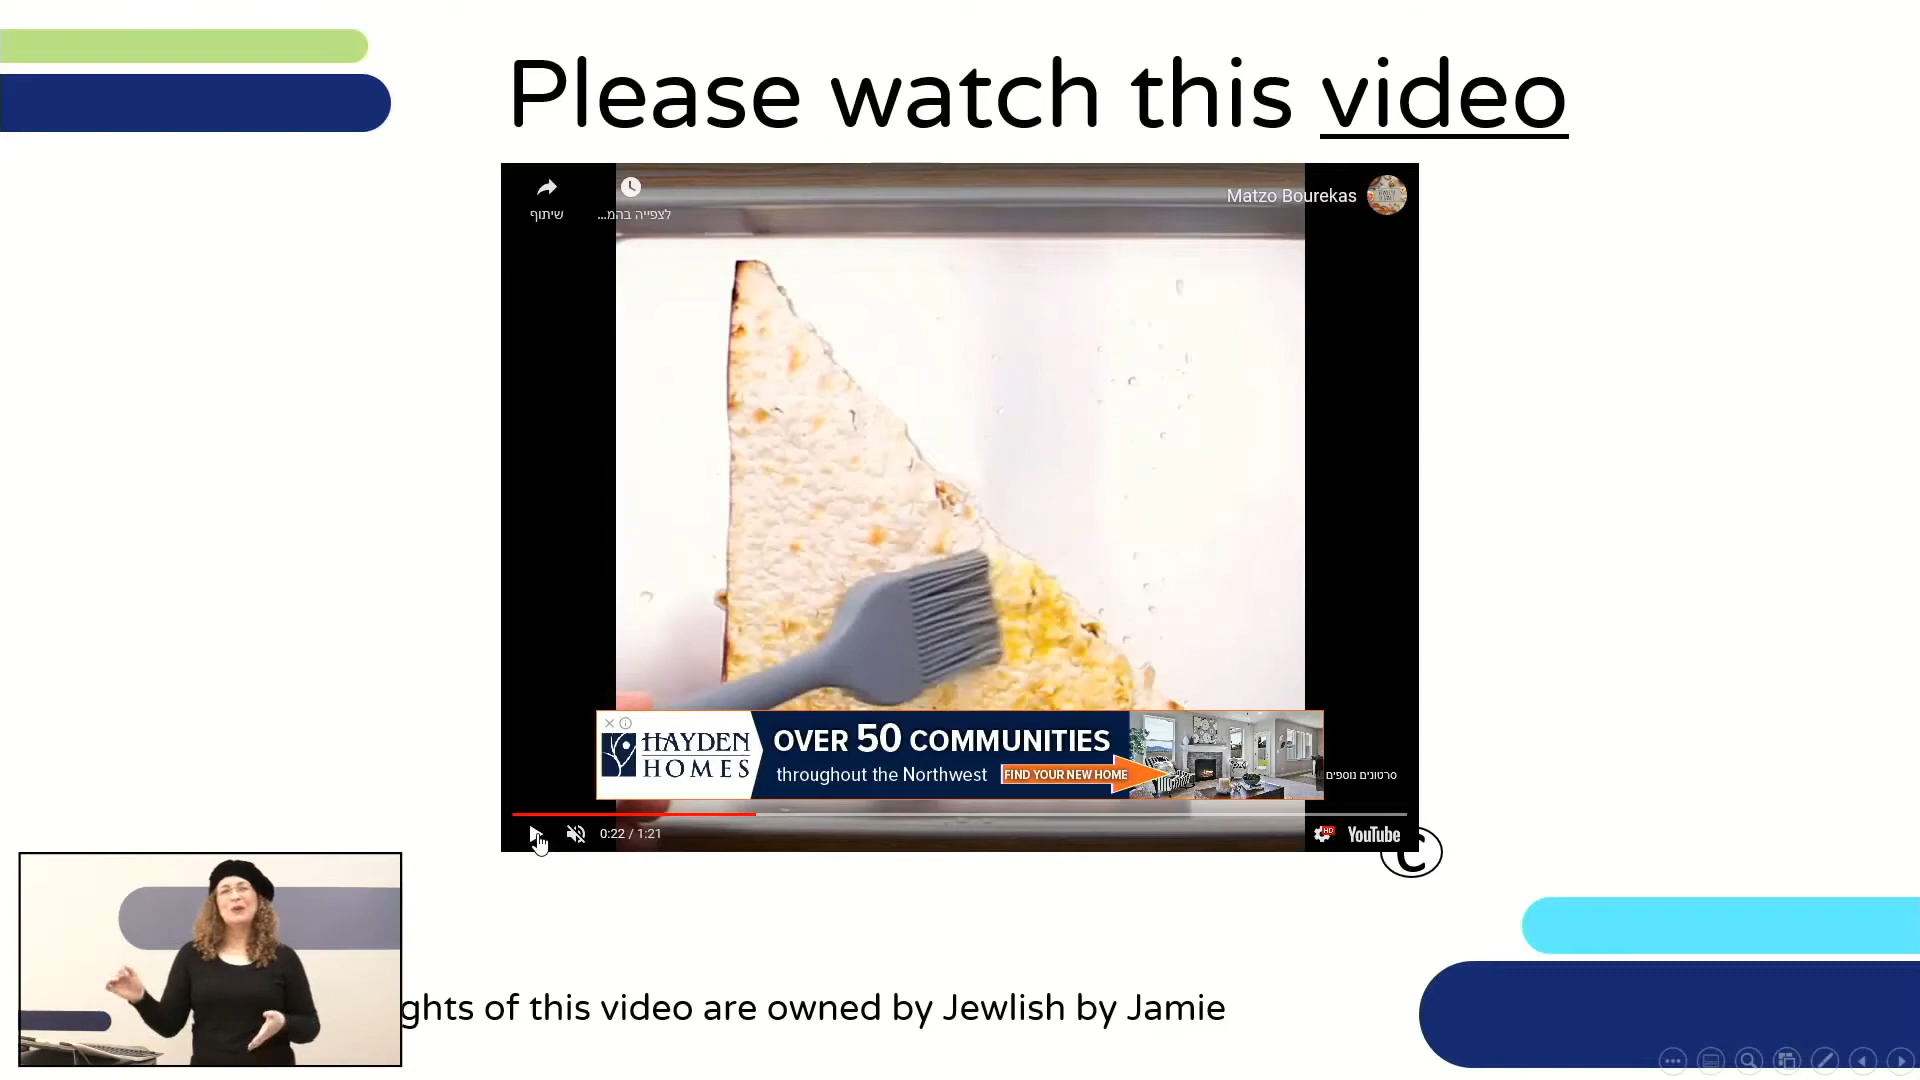 Please watch this video
שיתוף
לצפייה בהמ...
Matzo Bourekas
HAYDEN
HOMES
OVER 50 COMMUNITIES
throughout the Northwest
FIND YOUR NEW HOME
סרטונים נוספים
0:22 / 1:21
HD
YouTube
©
ghts of this video are owned by Jewlish by Jamie